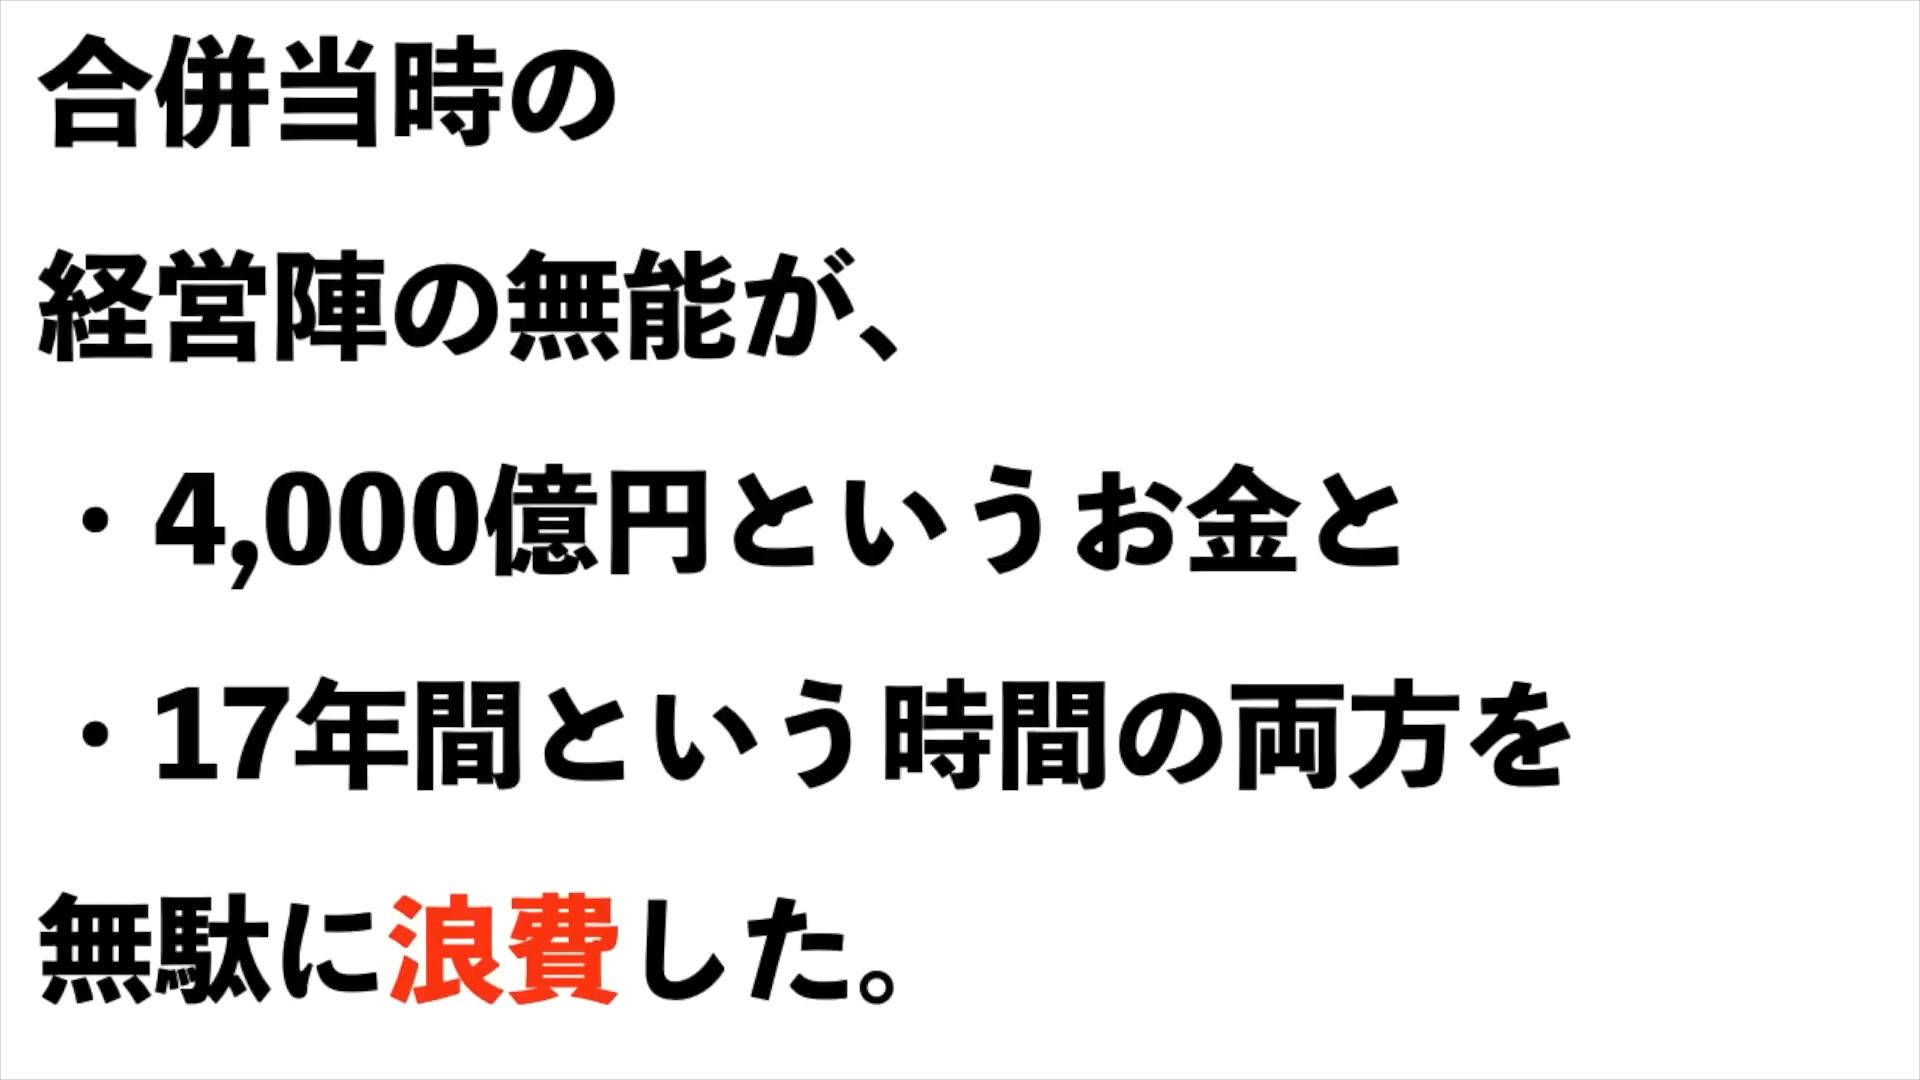 合併当時の
経営陣の無能が、
・4,000億円というお金と
・17年間という時間の両方を
無駄に浪費した。